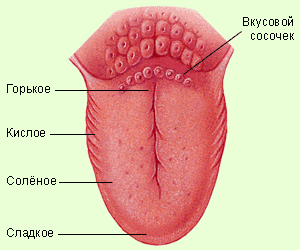 Вкусовой
сосочек
Горькое
Кислое
Солёное
Сладкое